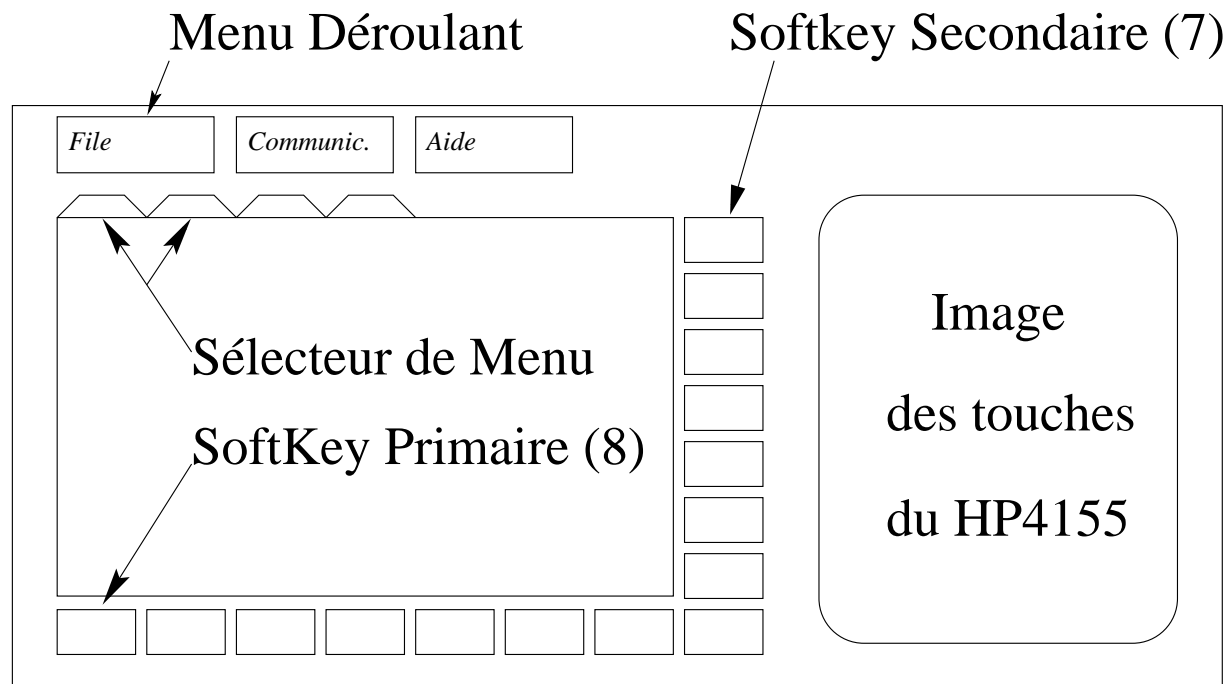 Menu Déroulant
Softkey Secondaire (7)
File
Communic.
Aide
Sélecteur de Menu
SoftKey Primaire (8)
Image
des touches
du HP4155